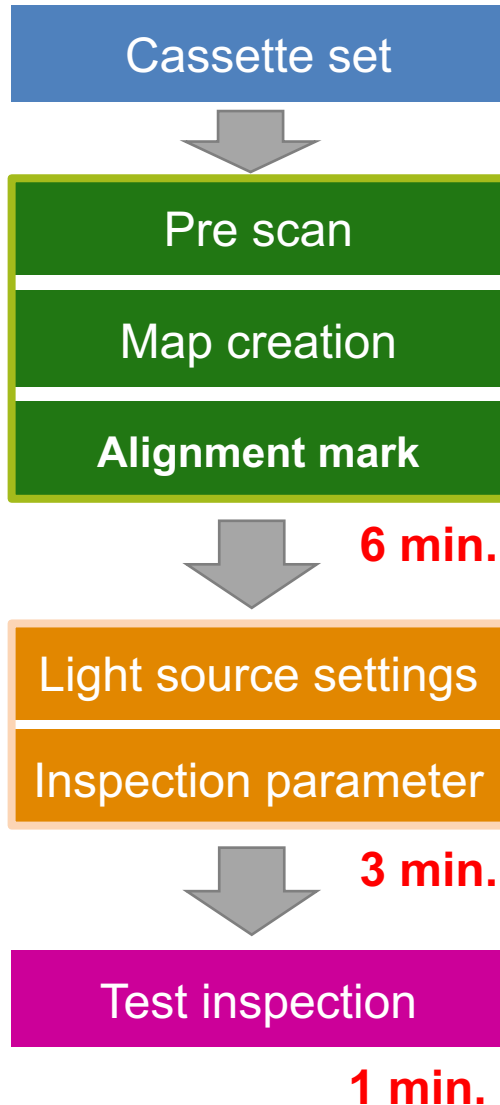 Cassette set
Pre scan
Map creation
Alignment mark
6 min.
Light source settings
Inspection parameter
3 min.
Test inspection
1 min.